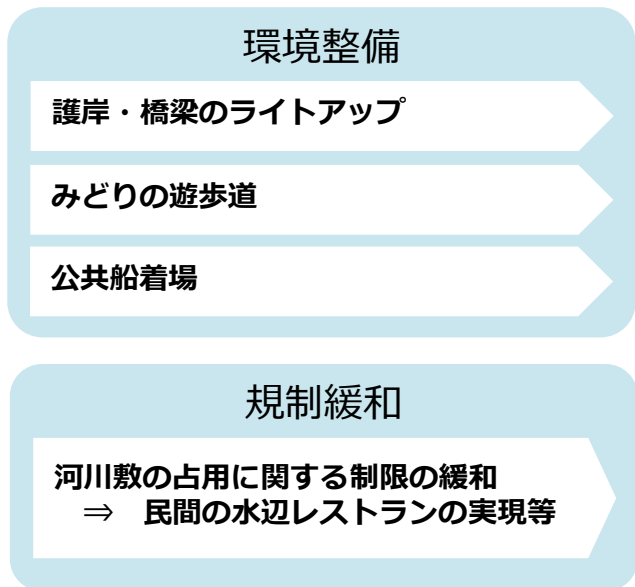 環境整備
護岸・橋梁のライトアップ
みどりの遊歩道
公共船着場
規制緩和
河川敷の占用に関する制限の緩和
⇒　民間の水辺レストランの実現等